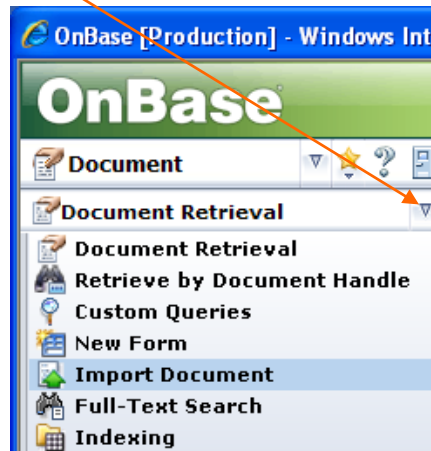 OnBase [Production] - Windows Int
OnBase
Document
Document Retrieval
Document Retrieval
Retrieve by Document Handle
Custom Queries
New Form
Import Document
Full-Text Search
Indexing